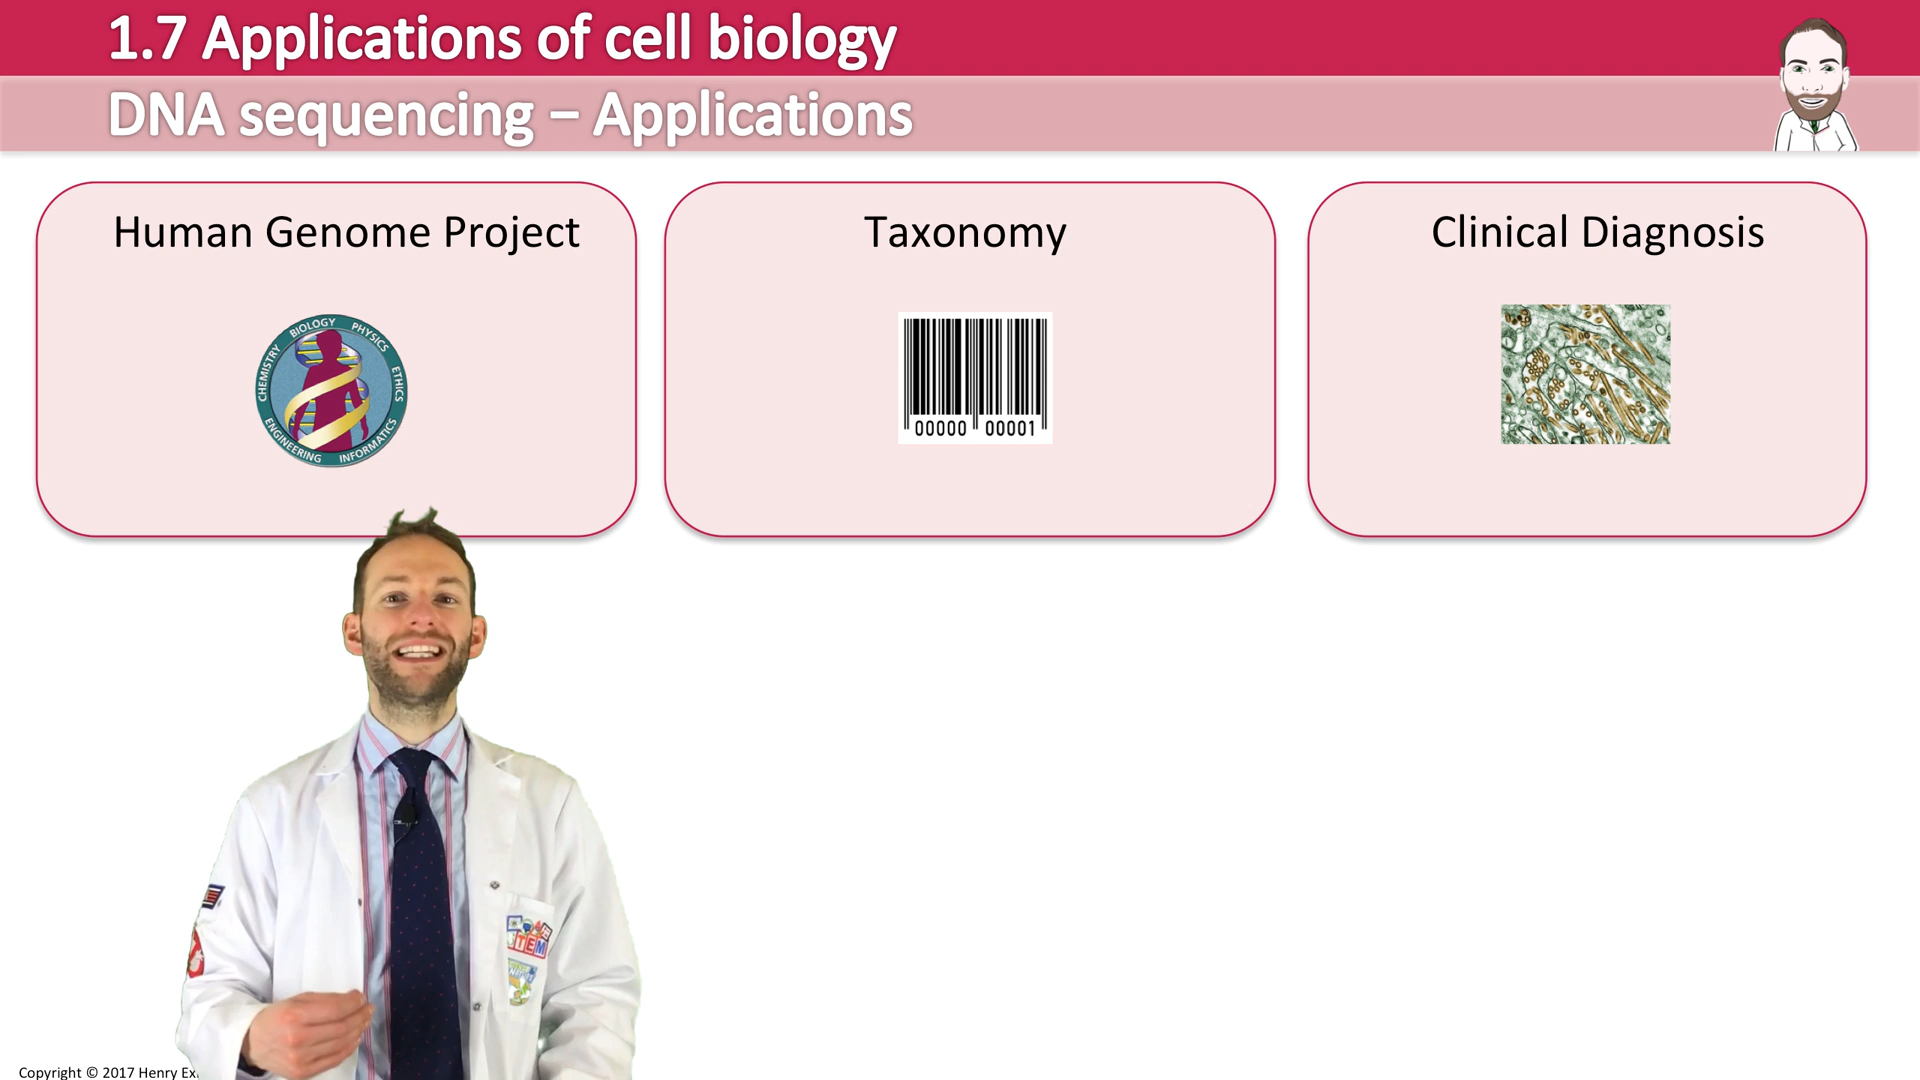 1.7 Applications of cell biology
DNA sequencing – Applications
Human Genome Project
Taxonomy
Clinical Diagnosis
CHEMISTRY BIOLOGY PHYSICS ETHICS
ENGINEERING INFORMATICS
00000 00001
STEM
Copyright © 2017 Henry